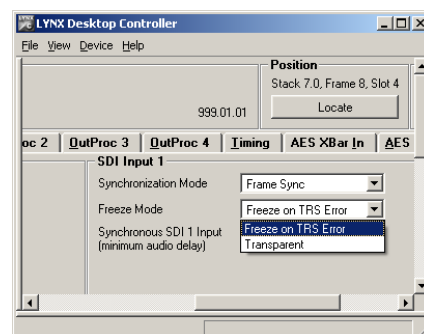 LYNX Desktop Controller
File View Device Help
Position
Stack 7.0, Frame 8, Slot 4
999.01.01
Locate
oc 2 OutProc 3 OutProc 4 Timing AES XBar In AES
SDI Input 1
Synchronization Mode Frame Sync
Freeze Mode Freeze on TRS Error
Synchronous SDI 1 Input Freeze on TRS Error
(minimum audio delay) Transparent